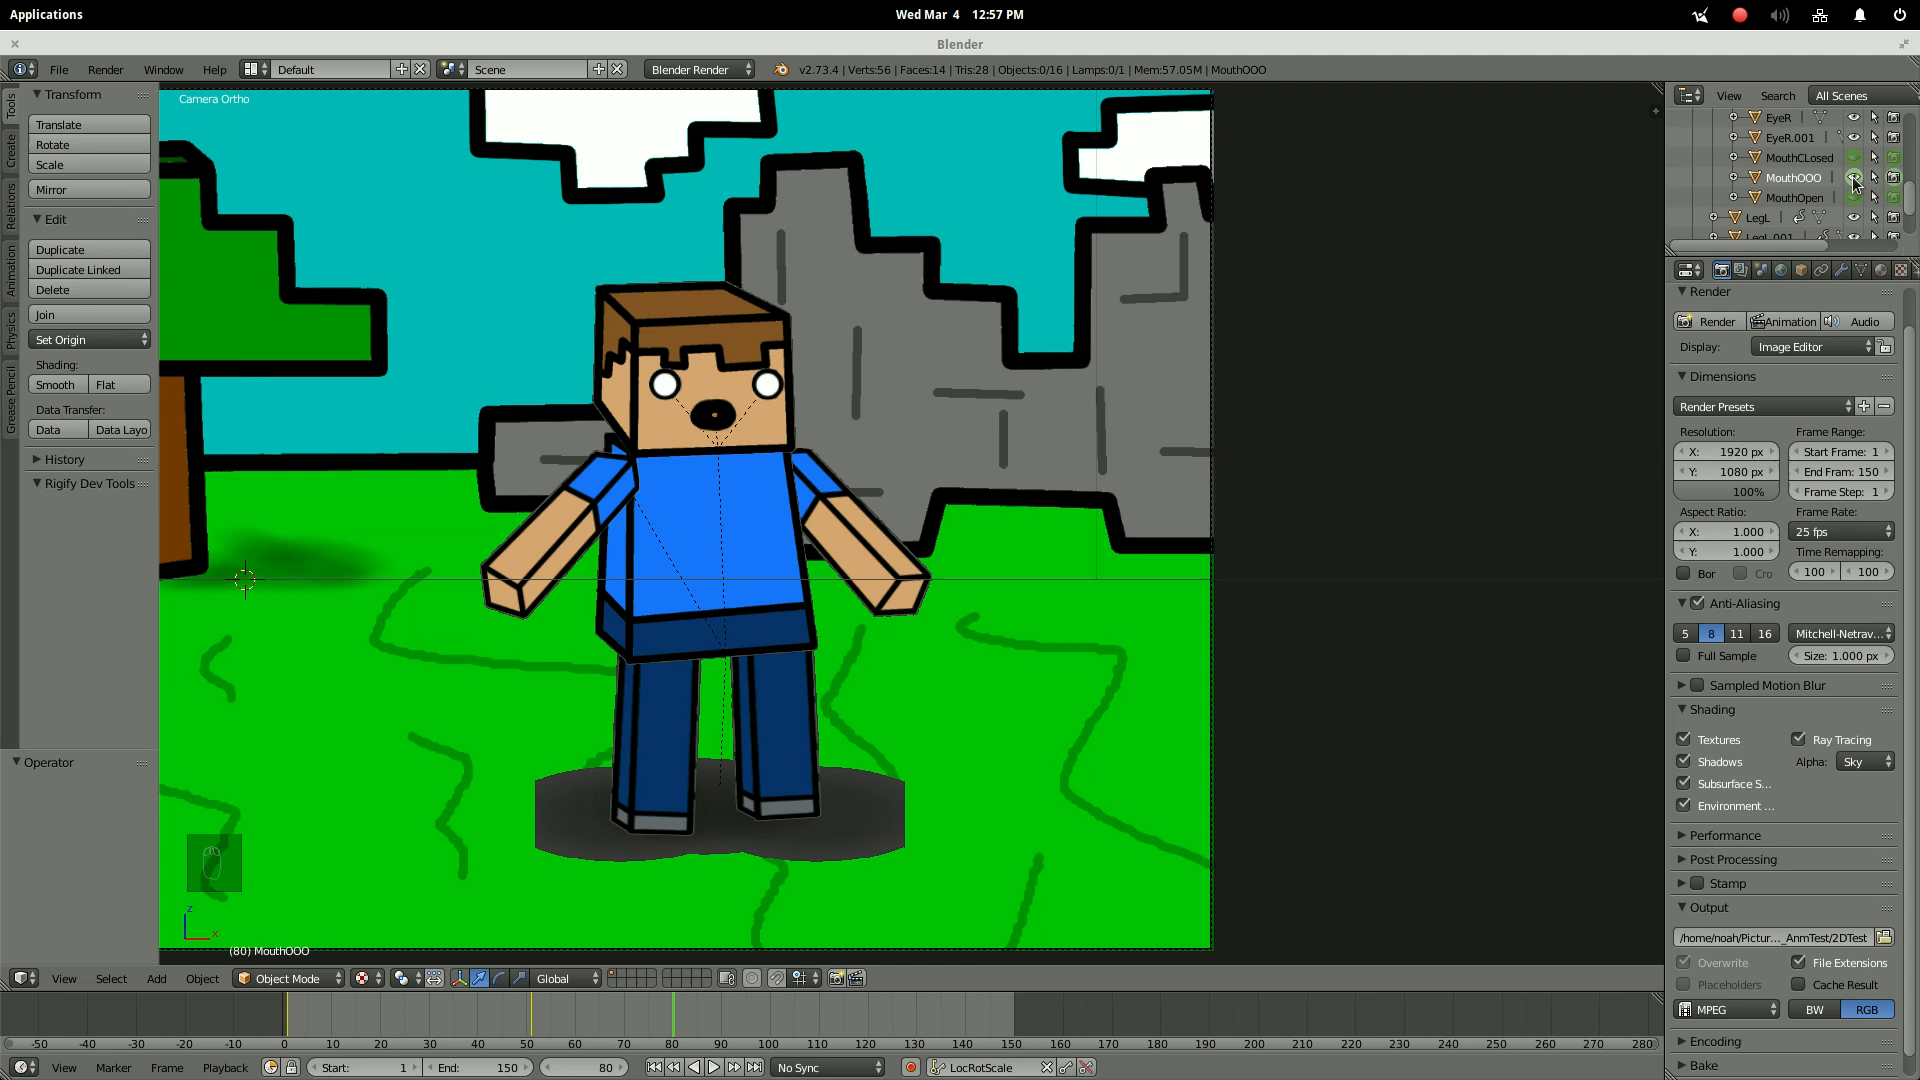 Applications
Wed Mar 4 12:57 PM
Blender
File Render Window Help Default Scene Blender Render v2.73.4 | Verts:56 | Faces:14 | Tris:28 | Objects:0/16 | Lamps:0/1 | Mem:57.05M | MouthOOO
Tools
Create
Relations
Animation
Physics
Grease Pencil
Transform
Translate
Rotate
Scale
Mirror
Edit
Duplicate
Duplicate Linked
Delete
Join
Set Origin
Shading:
Smooth Flat
Data Transfer:
Data Data Layo
History
Rigify Dev Tools
Operator
Camera Ortho
z
x
(80) MouthOOO
View Search All Scenes
EyeR
EyeR.001
MouthCLosed
MouthOOO
MouthOpen
LegL
LegL.001
Render
Render Animation Audio
Display: Image Editor
Dimensions
Render Presets
Resolution: Frame Range:
X: 1920 px Start Frame: 1
Y: 1080 px End Fram: 150
100% Frame Step: 1
Aspect Ratio: Frame Rate:
X: 1.000 25 fps
Y: 1.000 Time Remapping:
Bor Cro 100 100
Anti-Aliasing
5 8 11 16 Mitchell-Netrav...
Full Sample Size: 1.000 px
Sampled Motion Blur
Shading
Textures Ray Tracing
Shadows Alpha: Sky
Subsurface S...
Environment ...
Performance
Post Processing
Stamp
Output
/home/noah/Pictur..._AnmTest/2DTest
Overwrite File Extensions
Placeholders Cache Result
MPEG BW RGB
Encoding
Bake
View Select Add Object Object Mode Global
-50 -40 -30 -20 -10 0 10 20 30 40 50 60 70 80 90 100 110 120 130 140 150 160 170 180 190 200 210 220 230 240 250 260 270 280
View Marker Frame Playback Start: 1 End: 150 80 No Sync LocRotScale